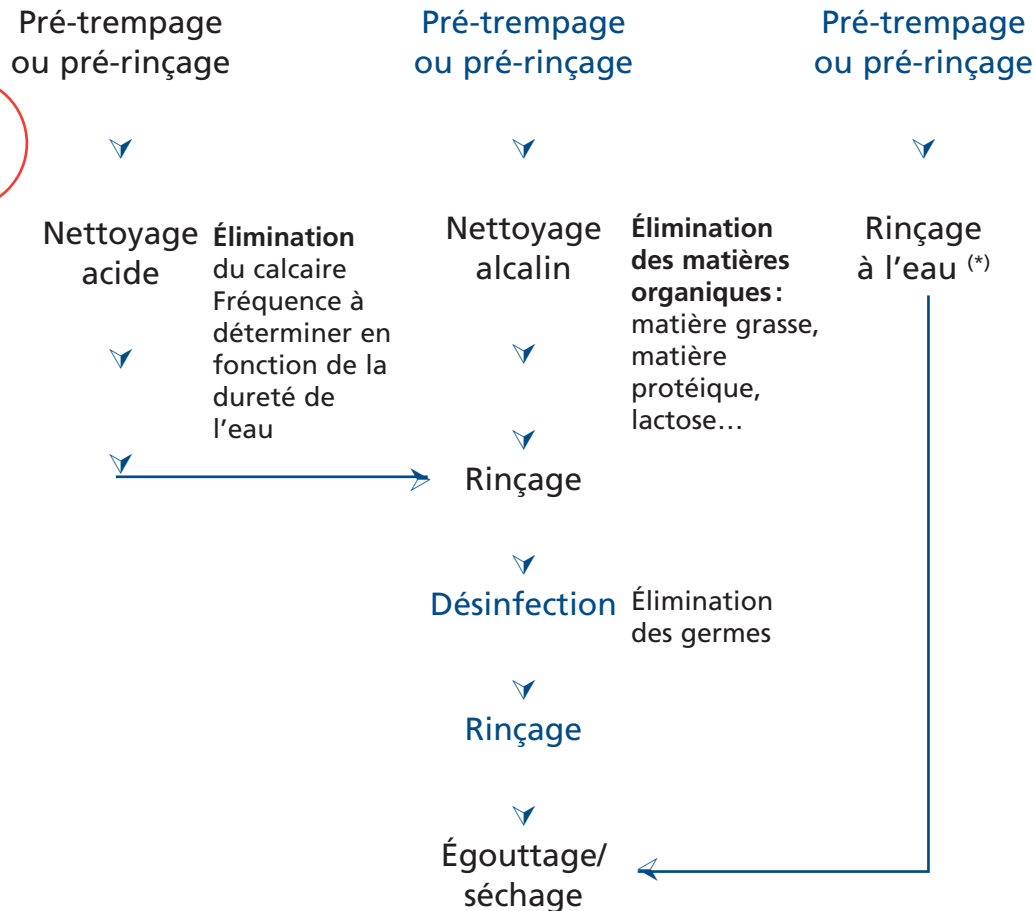 Pré-trempage
ou pré-rinçage
Pré-trempage
ou pré-rinçage
Pré-trempage
ou pré-rinçage
Nettoyage
acide
Élimination
du calcaire
Fréquence à
déterminer en
fonction de la
dureté de
l’eau
Nettoyage
alcalin
Élimination
des matières
organiques :
matière grasse,
matière
protéique,
lactose…
Rinçage
à l’eau (*)
Rinçage
Désinfection
Élimination
des germes
Rinçage
Égouttage/
séchage